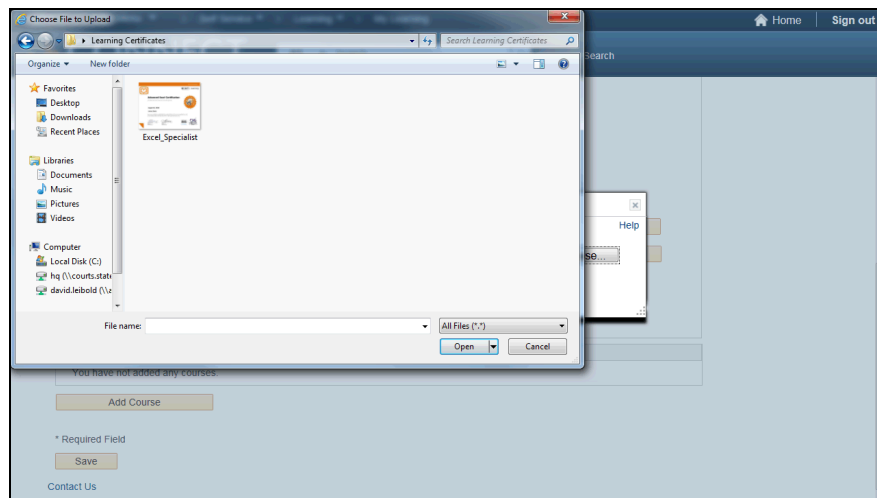 Choose File to Upload
Home
Sign out
Learning Certificates
Search Learning Certificates
Search
Organize
New folder
Favorites
Desktop
Downloads
Recent Places
Excel_Specialist
Libraries
Documents
Music
Pictures
Videos
Help
Computer
Local Disk (C:)
hq (\\courts.state
david.leibold (\\
File name:
All Files (*.*)
Open
Cancel
You have not added any courses.
Add Course
* Required Field
Save
Contact Us